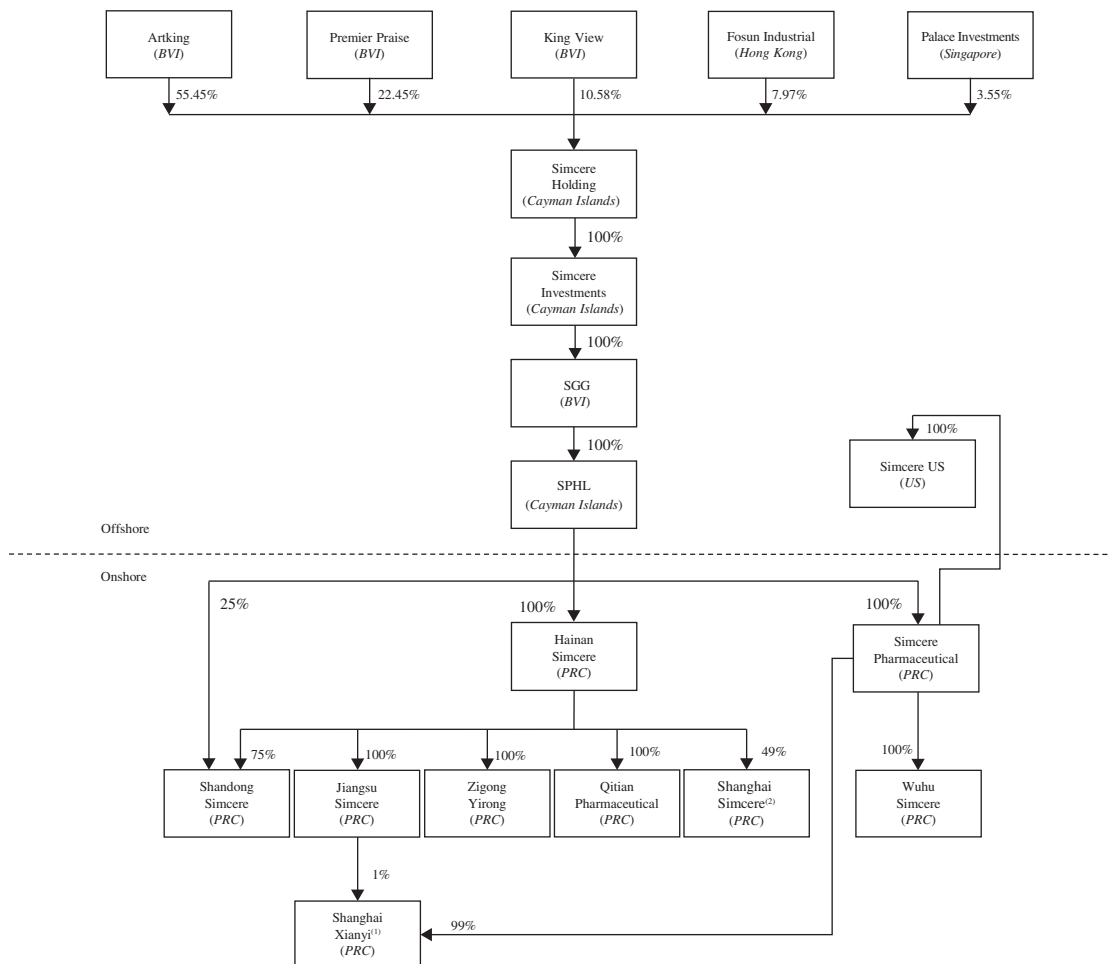 Artking
(BVI)
Premier Praise
(BVI)
King View
(BVI)
Fosun Industrial
(Hong Kong)
Palace Investments
(Singapore)
55.45%
22.45%
10.58%
7.97%
3.55%
Simcere
Holding
(Cayman Islands)
100%
Simcere
Investments
(Cayman Islands)
100%
SGG
(BVI)
100%
100%
Simcere US
(US)
SPHL
(Cayman Islands)
Offshore
Onshore
25%
100%
100%
Hainan
Simcere
(PRC)
Simcere
Pharmaceutical
(PRC)
75%
100%
100%
100%
49%
100%
Shandong
Simcere
(PRC)
Jiangsu
Simcere
(PRC)
Zigong
Yirong
(PRC)
Qitian
Pharmaceutical
(PRC)
Shanghai
Simcere(2)
(PRC)
Wuhu
Simcere
(PRC)
1%
Shanghai
Xianyi(1)
(PRC)
99%